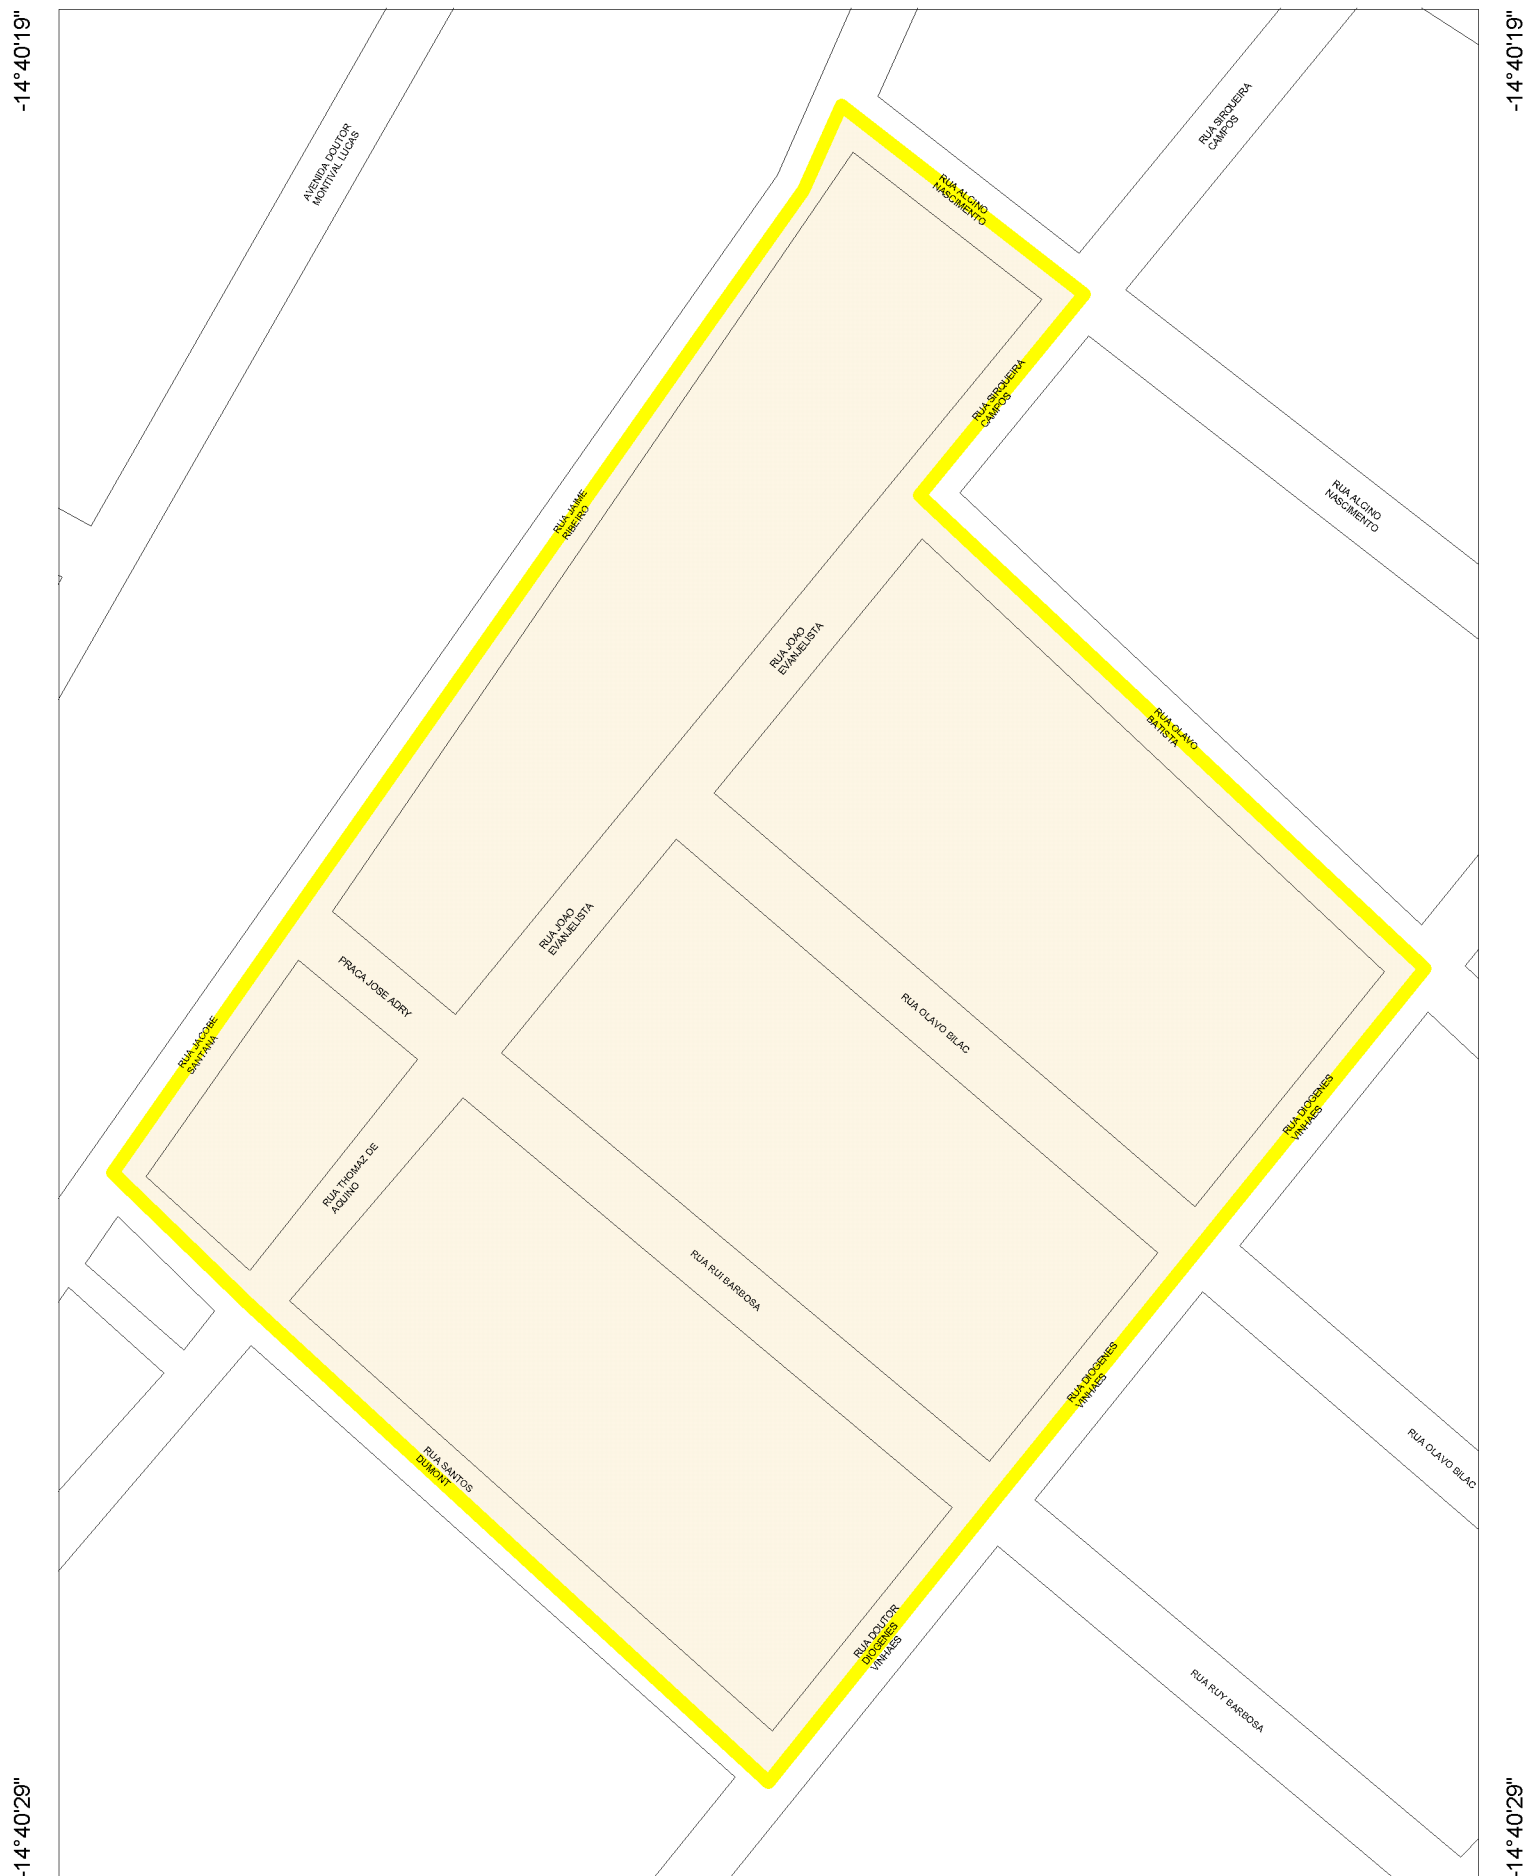 -14°40'19"
-14°40'19"
AVENIDA DOUTOR
MONTIVAL LUCAS
RUA SIRQUEIRA
CAMPOS
RUA ALCINO
NASCIMENTO
RUA SIRQUEIRA
CAMPOS
RUA JAIME
RIBEIRO
RUA ALCINO
NASCIMENTO
RUA JOAO
EVANJELISTA
RUA OLAVO
BATISTA
RUA JOAO
EVANJELISTA
PRACA JOSE ADRY
RUA OLAVO BILAC
RUA JACOBE
SANTANA
RUA DIOGENES
VINHAES
RUA THOMAZ DE
AQUINO
RUA RUI BARBOSA
RUA DIOGENES
VINHAES
RUA SANTOS
DUMONT
RUA OLAVO BILAC
RUA DOUTOR
DIOGENES
VINHAES
RUA RUY BARBOSA
-14°40'29"
-14°40'29"